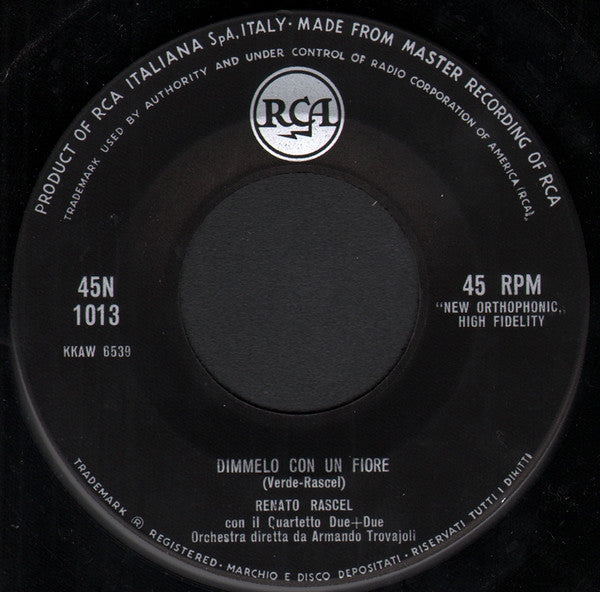 PRODUCT OF RCA ITALIANA SpA, ITALY · MADE FROM MASTER RECORDING OF RCA
TRADEMARK USED BY AUTHORITY AND UNDER CONTROL OF RADIO CORPORATION OF AMERICA (RCA),
RCA
45N
1013
KKAW 6539
45 RPM
“NEW ORTHOPHONIC„
HIGH FIDELITY
DIMMELO CON UN FIORE
(Verde-Rascel)
RENATO RASCEL
con il Quartetto Due+Due
Orchestra diretta da Armando Trovajoli
TRADEMARK ® REGISTERED · MARCHIO E DISCO DEPOSITATI · RISERVATI TUTTI I DIRITTI